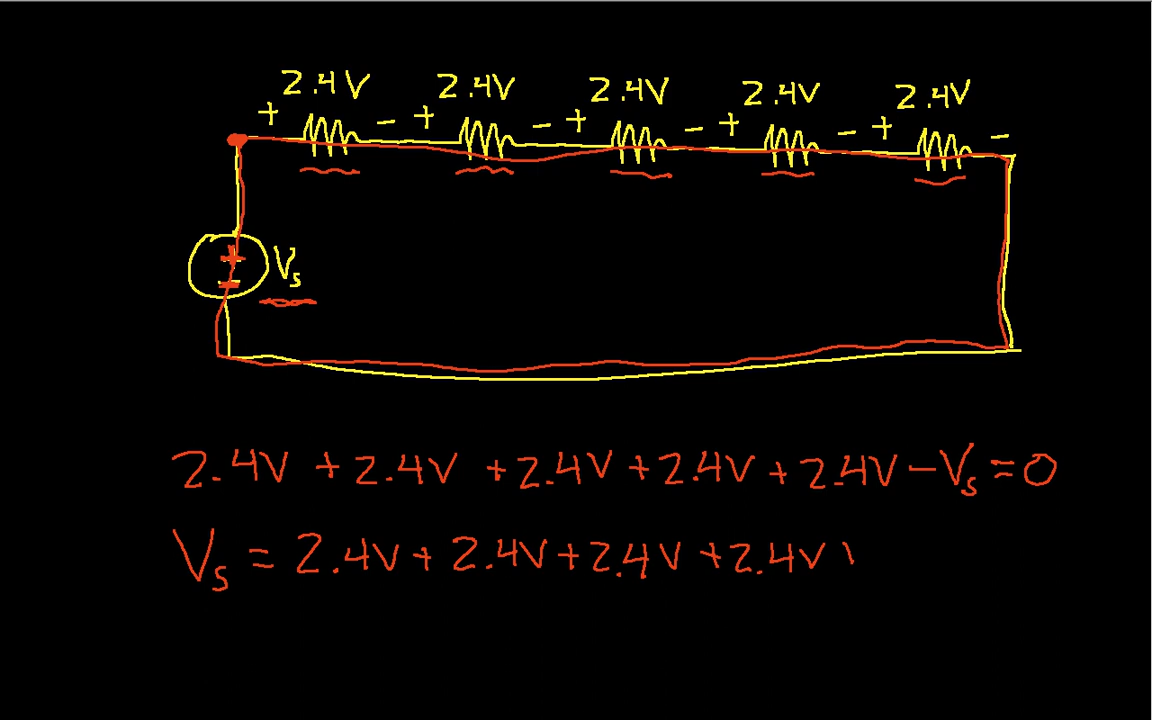 2.4V 2.4V 2.4V 2.4V 2.4V
+ - + - + - + - + -
+
- Vs
2.4V + 2.4V + 2.4V + 2.4V + 2.4V - Vs = 0
Vs = 2.4V + 2.4V + 2.4V + 2.4V \